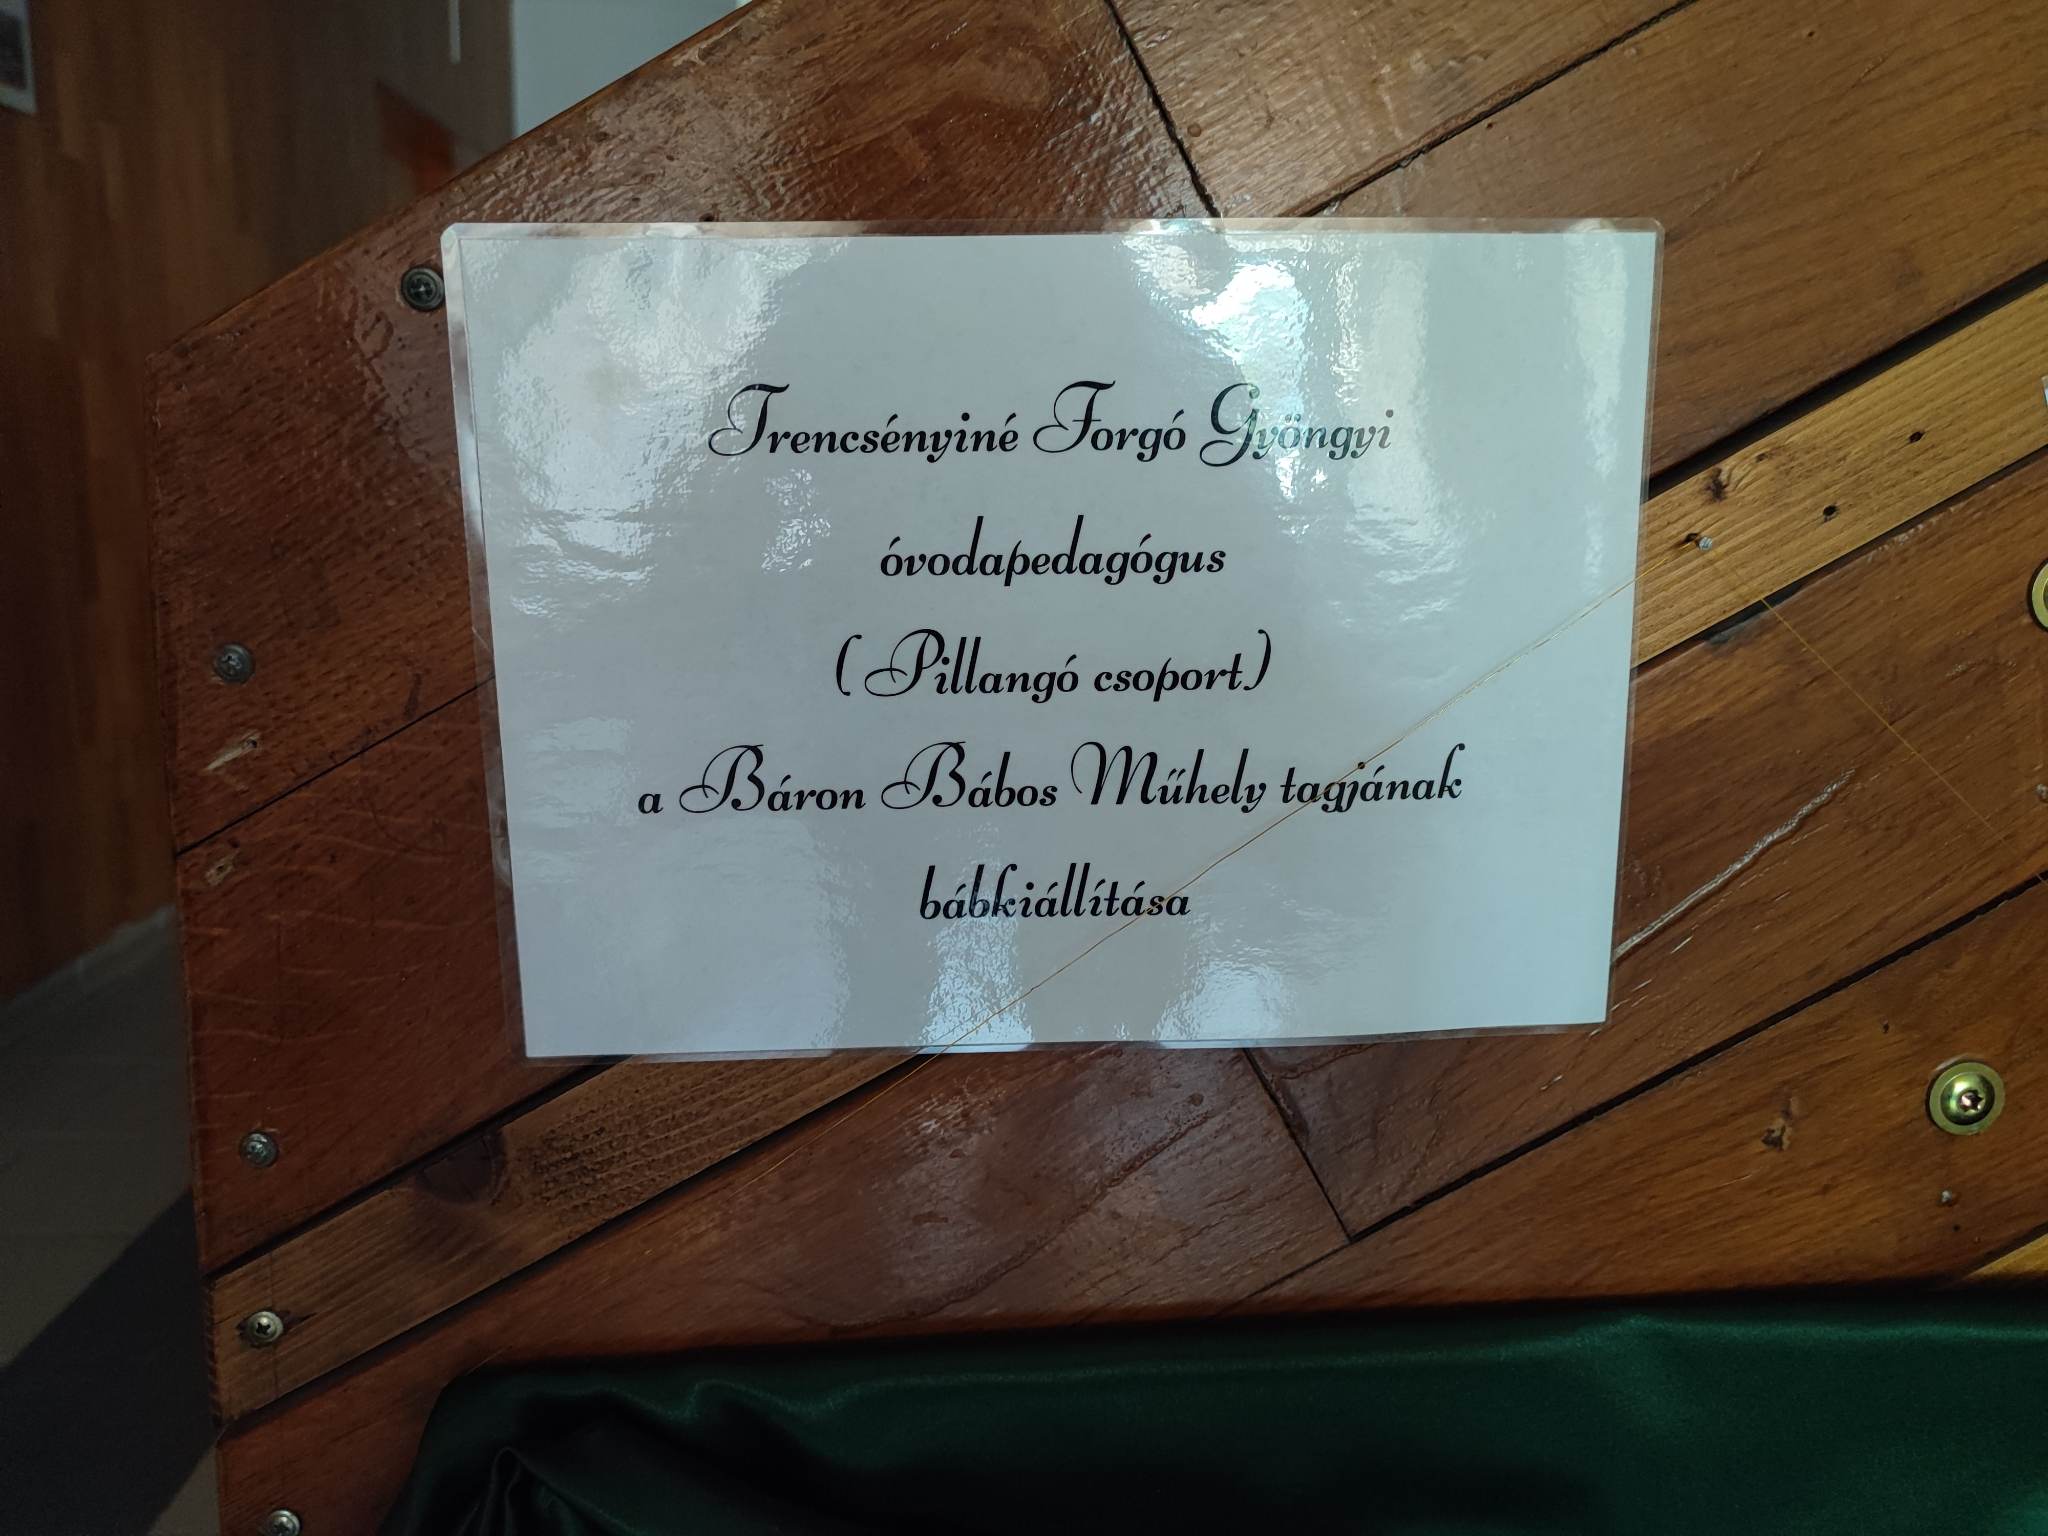 Trencsényiné Forgó Gyöngyi
óvodapedagógus
( Pillangó csoport)
a Báron Bábos Műhely tagjának
bábkiállítása